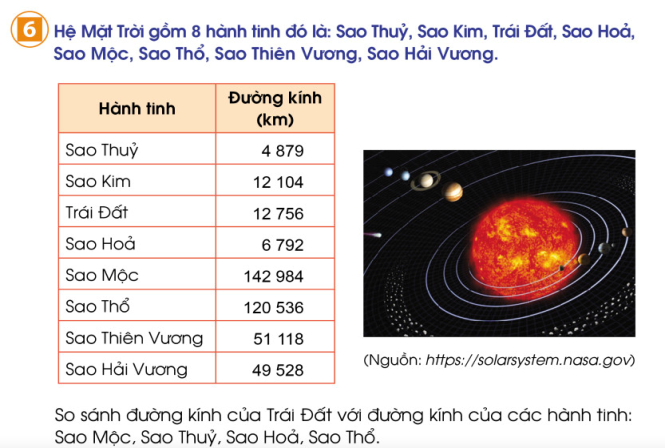 6 Hệ Mặt Trời gồm 8 hành tinh đó là: Sao Thuỷ, Sao Kim, Trái Đất, Sao Hoả,
Sao Mộc, Sao Thổ, Sao Thiên Vương, Sao Hải Vương.
Hành tinh Đường kính (km)
Sao Thuỷ 4 879
Sao Kim 12 104
Trái Đất 12 756
Sao Hoả 6 792
Sao Mộc 142 984
Sao Thổ 120 536
Sao Thiên Vương 51 118
Sao Hải Vương 49 528
(Nguồn: https://solarsystem.nasa.gov)
So sánh đường kính của Trái Đất với đường kính của các hành tinh:
Sao Mộc, Sao Thuỷ, Sao Hoả, Sao Thổ.